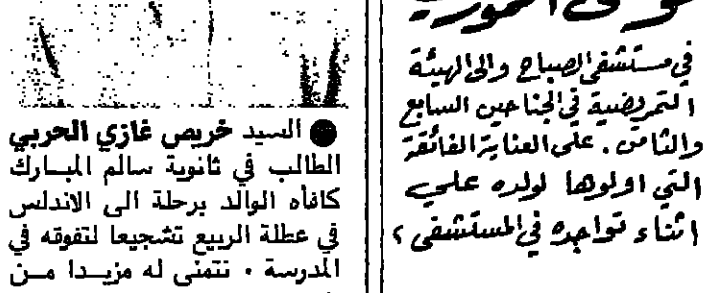 ● السيد خريص غازي الحربي
الطالب في ثانوية سالم المبارك
كافأه الوالد برحلة الى الاندلس
في عطلة الربيع تشجيعا لتفوقه في
المدرسة ٠ نتمنى له مزيدا من
في مستشفى الصباح والى الهيئة
التمريضية في الجناحين السابع
والثامن . على العناية الفائقة
التي اولوها لولده علي
اثناء تواجده في المستشفى ،